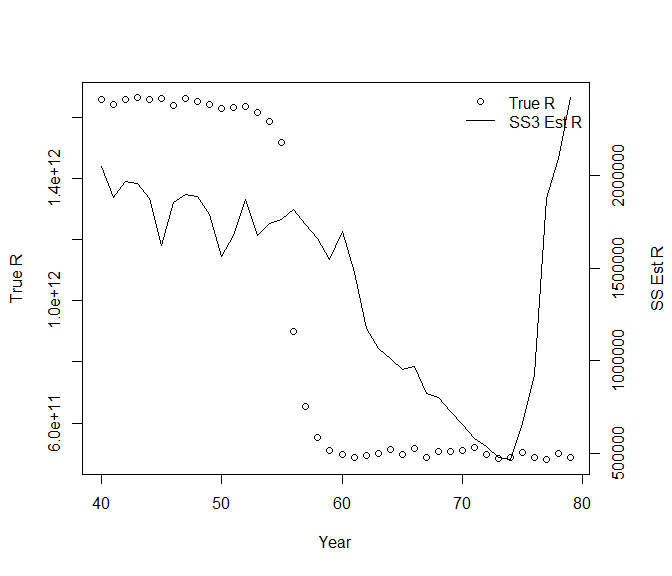 True R
SS3 Est R
True R
6.0e+11
1.0e+12
1.4e+12
SS Est R
500000
1000000
1500000
2000000
40
50
60
70
80
Year